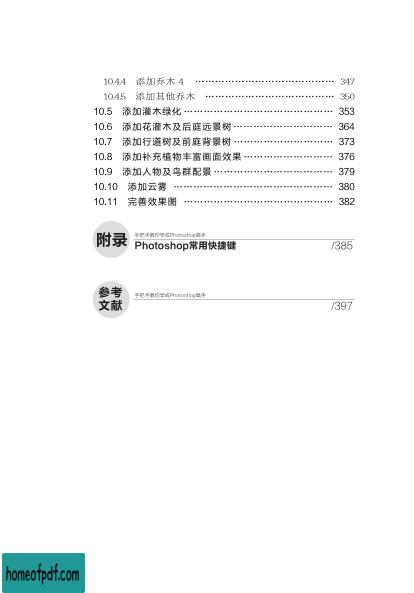 10.4.4 添加乔木 4 …………………………………… 347
10.4.5 添加其他乔木 ………………………………… 350
10.5 添加灌木绿化 ……………………………………… 353
10.6 添加花灌木及后庭远景树 ………………………… 364
10.7 添加行道树及前庭背景树 ………………………… 373
10.8 添加补充植物丰富画面效果 ……………………… 376
10.9 添加人物及鸟群配景 ……………………………… 379
10.10 添加云雾 ………………………………………… 380
10.11 完善效果图 ……………………………………… 382
附录
手把手教你学成Photoshop高手
Photoshop常用快捷键 /385
参考
文献
手把手教你学成Photoshop高手
/397
homeofpdf.com